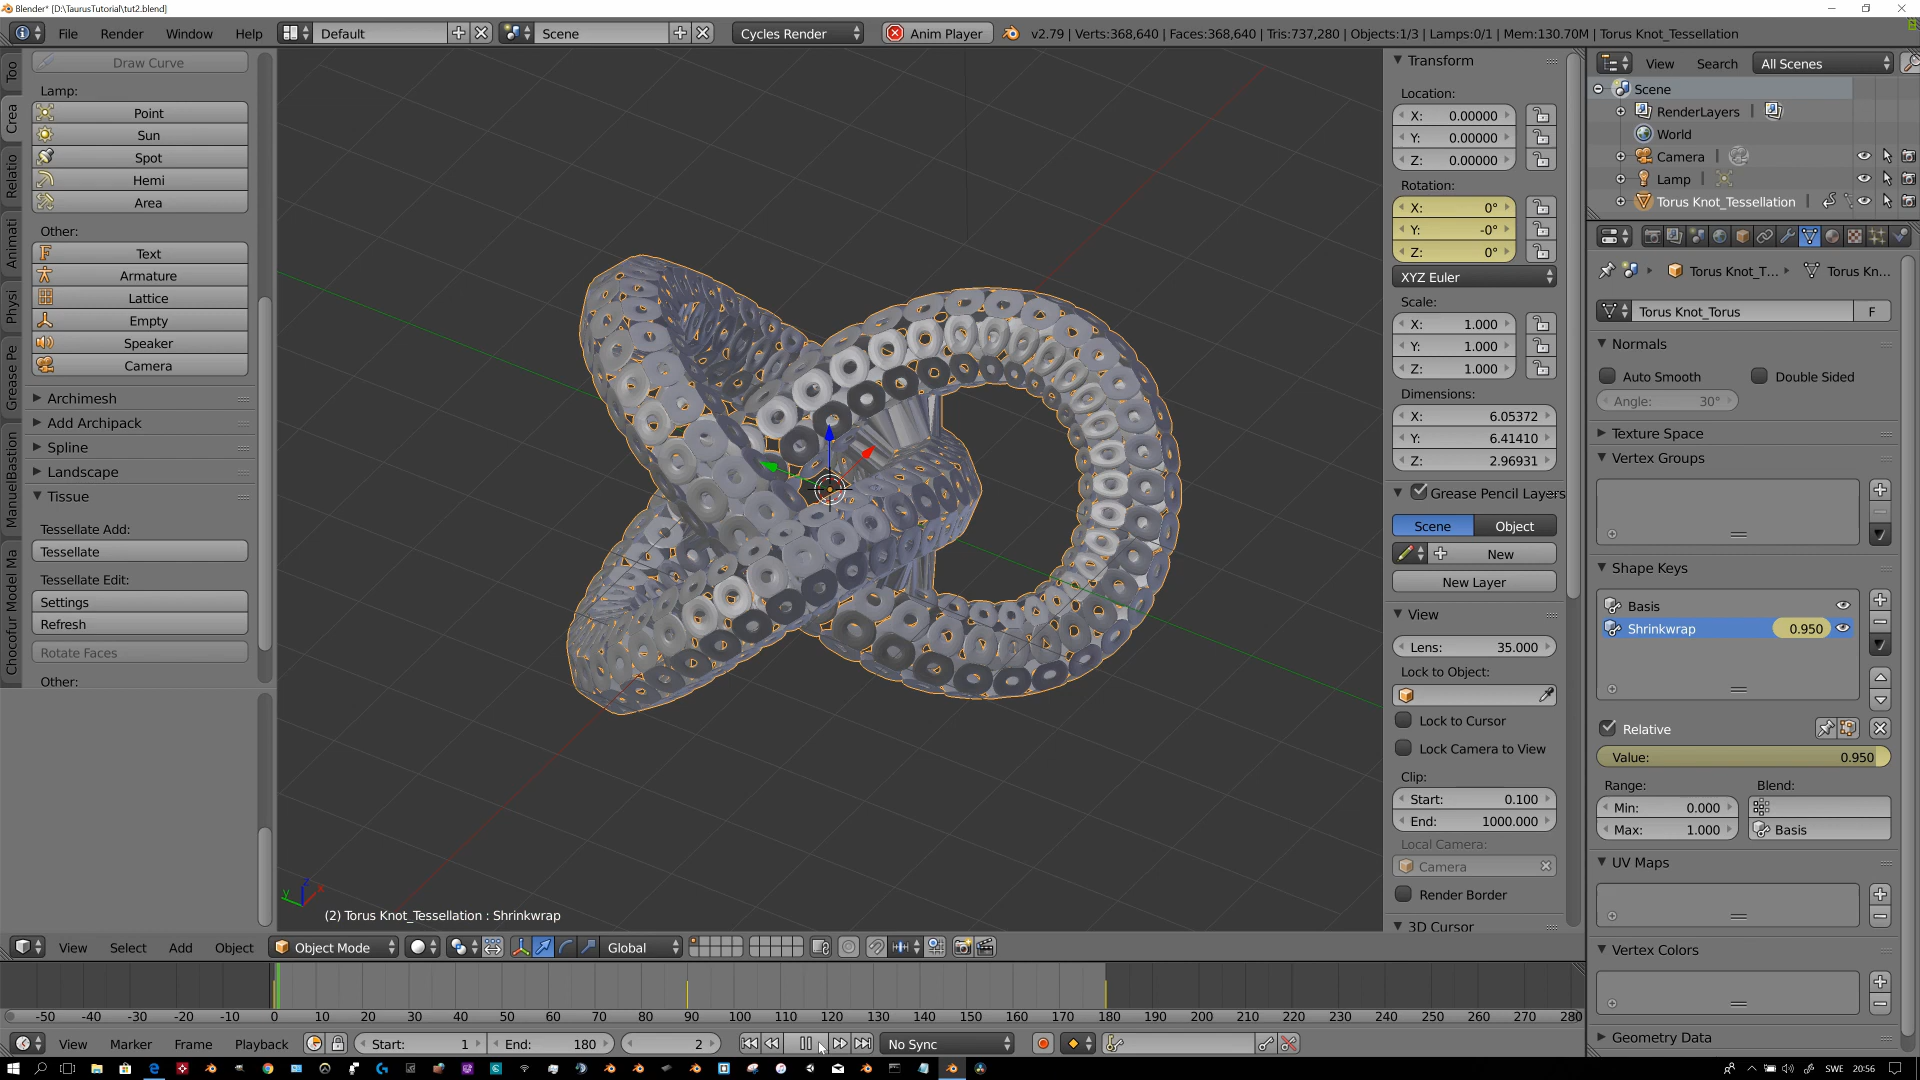 Blender* [D:\TaurusTutorial\tut2.blend]
File Render Window Help Default Scene Cycles Render Anim Player v2.79 | Verts:368,640 | Faces:368,640 | Tris:737,280 | Objects:1/3 | Lamps:0/1 | Mem:130.70M | Torus Knot_Tessellation
Too
Crea
Relatio
Animati
Physi
Grease Pe
ManuelBastion
Chocofur Model Ma
Draw Curve
Lamp:
Point
Sun
Spot
Hemi
Area
Other:
Text
Armature
Lattice
Empty
Speaker
Camera
Archimesh
Add Archipack
Spline
Landscape
Tissue
Tessellate Add:
Tessellate
Tessellate Edit:
Settings
Refresh
Rotate Faces
Other:
(2) Torus Knot_Tessellation : Shrinkwrap
Transform
Location:
X: 0.00000
Y: 0.00000
Z: 0.00000
Rotation:
X: 0°
Y: -0°
Z: 0°
XYZ Euler
Scale:
X: 1.000
Y: 1.000
Z: 1.000
Dimensions:
X: 6.05372
Y: 6.41410
Z: 2.96931
Grease Pencil Layers
Scene Object
New
New Layer
View
Lens: 35.000
Lock to Object:
Lock to Cursor
Lock Camera to View
Clip:
Start: 0.100
End: 1000.000
Local Camera:
Camera
Render Border
3D Cursor
View Search All Scenes
Scene
RenderLayers
World
Camera
Lamp
Torus Knot_Tessellation
Torus Knot_T... Torus Kn...
Torus Knot_Torus F
Normals
Auto Smooth Double Sided
Angle: 30°
Texture Space
Vertex Groups
Shape Keys
Basis
Shrinkwrap 0.950
Relative
Value: 0.950
Range: Blend:
Min: 0.000
Max: 1.000 Basis
UV Maps
Vertex Colors
Geometry Data
View Select Add Object Object Mode Global
-50 -40 -30 -20 -10 0 10 20 30 40 50 60 70 80 90 100 110 120 130 140 150 160 170 180 190 200 210 220 230 240 250 260 270 280
View Marker Frame Playback Start: 1 End: 180 2 No Sync
SWE 20:56